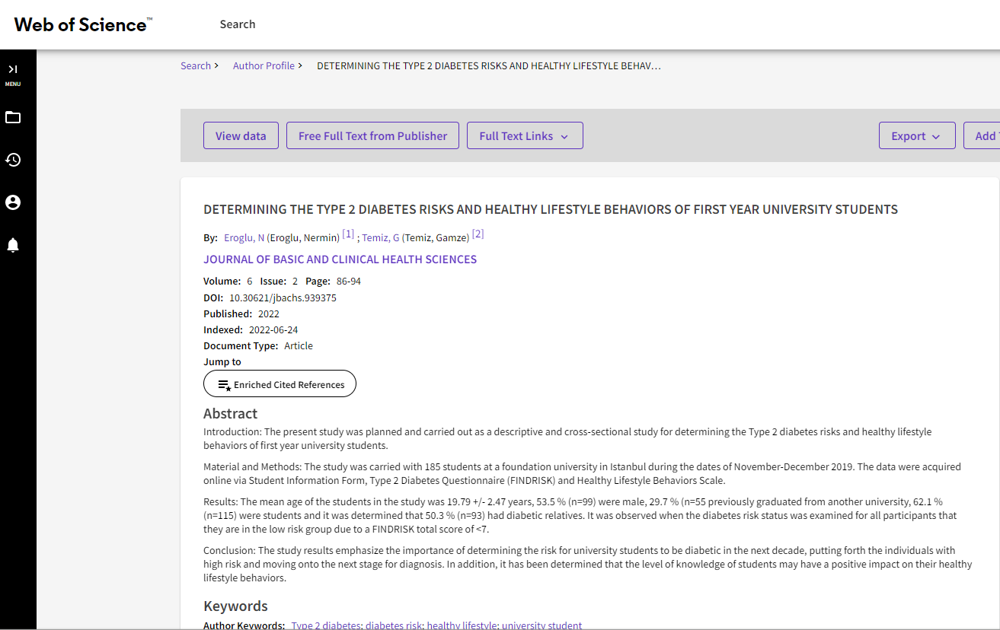 Web of Science™
Search
MENU
Search > Author Profile > DETERMINING THE TYPE 2 DIABETES RISKS AND HEALTHY LIFESTYLE BEHAV…
View data
Free Full Text from Publisher
Full Text Links
Export
Add
DETERMINING THE TYPE 2 DIABETES RISKS AND HEALTHY LIFESTYLE BEHAVIORS OF FIRST YEAR UNIVERSITY STUDENTS
By: Eroglu, N (Eroglu, Nermin) [1] ; Temiz, G (Temiz, Gamze) [2]
JOURNAL OF BASIC AND CLINICAL HEALTH SCIENCES
Volume: 6 Issue: 2 Page: 86-94
DOI: 10.30621/jbachs.939375
Published: 2022
Indexed: 2022-06-24
Document Type: Article
Jump to
Enriched Cited References
Abstract
Introduction: The present study was planned and carried out as a descriptive and cross-sectional study for determining the Type 2 diabetes risks and healthy lifestyle
behaviors of first year university students.
Material and Methods: The study was carried with 185 students at a foundation university in Istanbul during the dates of November-December 2019. The data were acquired
online via Student Information Form, Type 2 Diabetes Questionnaire (FINDRISK) and Healthy Lifestyle Behaviors Scale.
Results: The mean age of the students in the study was 19.79 +/- 2.47 years, 53.5 % (n=99) were male, 29.7 % (n=55 previously graduated from another university, 62.1 %
(n=115) were students and it was determined that 50.3 % (n=93) had diabetic relatives. It was observed when the diabetes risk status was examined for all participants that
they are in the low risk group due to a FINDRISK total score of <7.
Conclusion: The study results emphasize the importance of determining the risk for university students to be diabetic in the next decade, putting forth the individuals with
high risk and moving onto the next stage for diagnosis. In addition, it has been determined that the level of knowledge of students may have a positive impact on their healthy
lifestyle behaviors.
Keywords
Author Keywords: Type 2 diabetes; diabetes risk; healthy lifestyle; university student